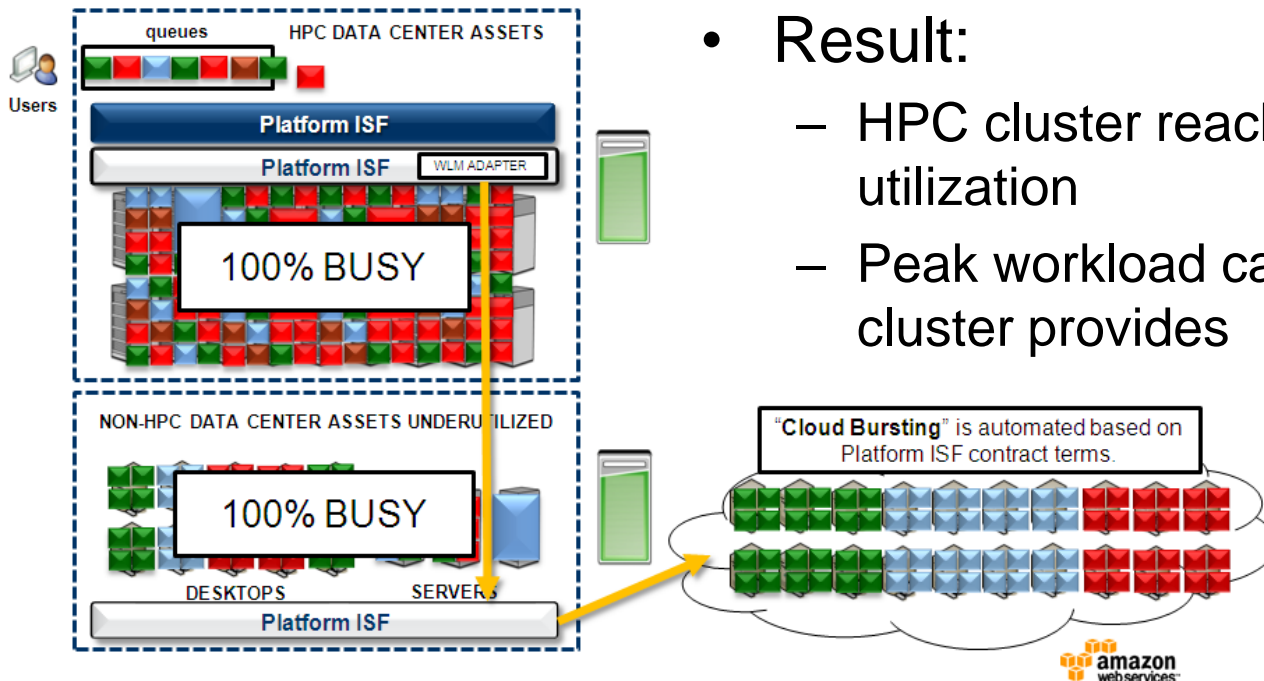 queues
HPC DATA CENTER ASSETS
Users
Platform ISF
Platform ISF
WLM ADAPTER
100% BUSY
NON-HPC DATA CENTER ASSETS UNDERUTILIZED
100% BUSY
DESKTOPS
SERVERS
Platform ISF
• Result:
– HPC cluster reach
utilization
– Peak workload ca
cluster provides
“Cloud Bursting” is automated based on
Platform ISF contract terms.
amazon
webservices™